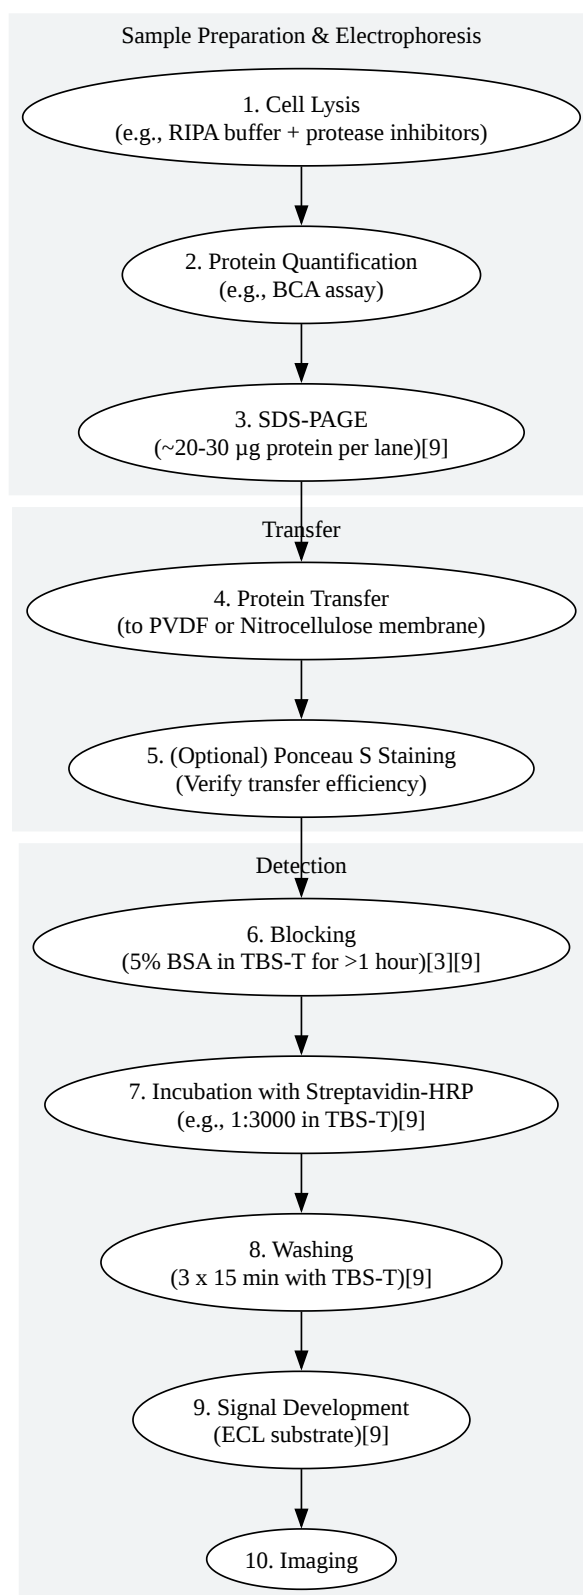 Sample Preparation & Electrophoresis
1. Cell Lysis
(e.g., RIPA buffer + protease inhibitors)
2. Protein Quantification
(e.g., BCA assay)
3. SDS-PAGE
(~20-30 µg protein per lane)[9]
Transfer
4. Protein Transfer
(to PVDF or Nitrocellulose membrane)
5. (Optional) Ponceau S Staining
(Verify transfer efficiency)
Detection
6. Blocking
(5% BSA in TBS-T for >1 hour)[3][9]
7. Incubation with Streptavidin-HRP
(e.g., 1:3000 in TBS-T)[9]
8. Washing
(3 x 15 min with TBS-T)[9]
9. Signal Development
(ECL substrate)[9]
10. Imaging